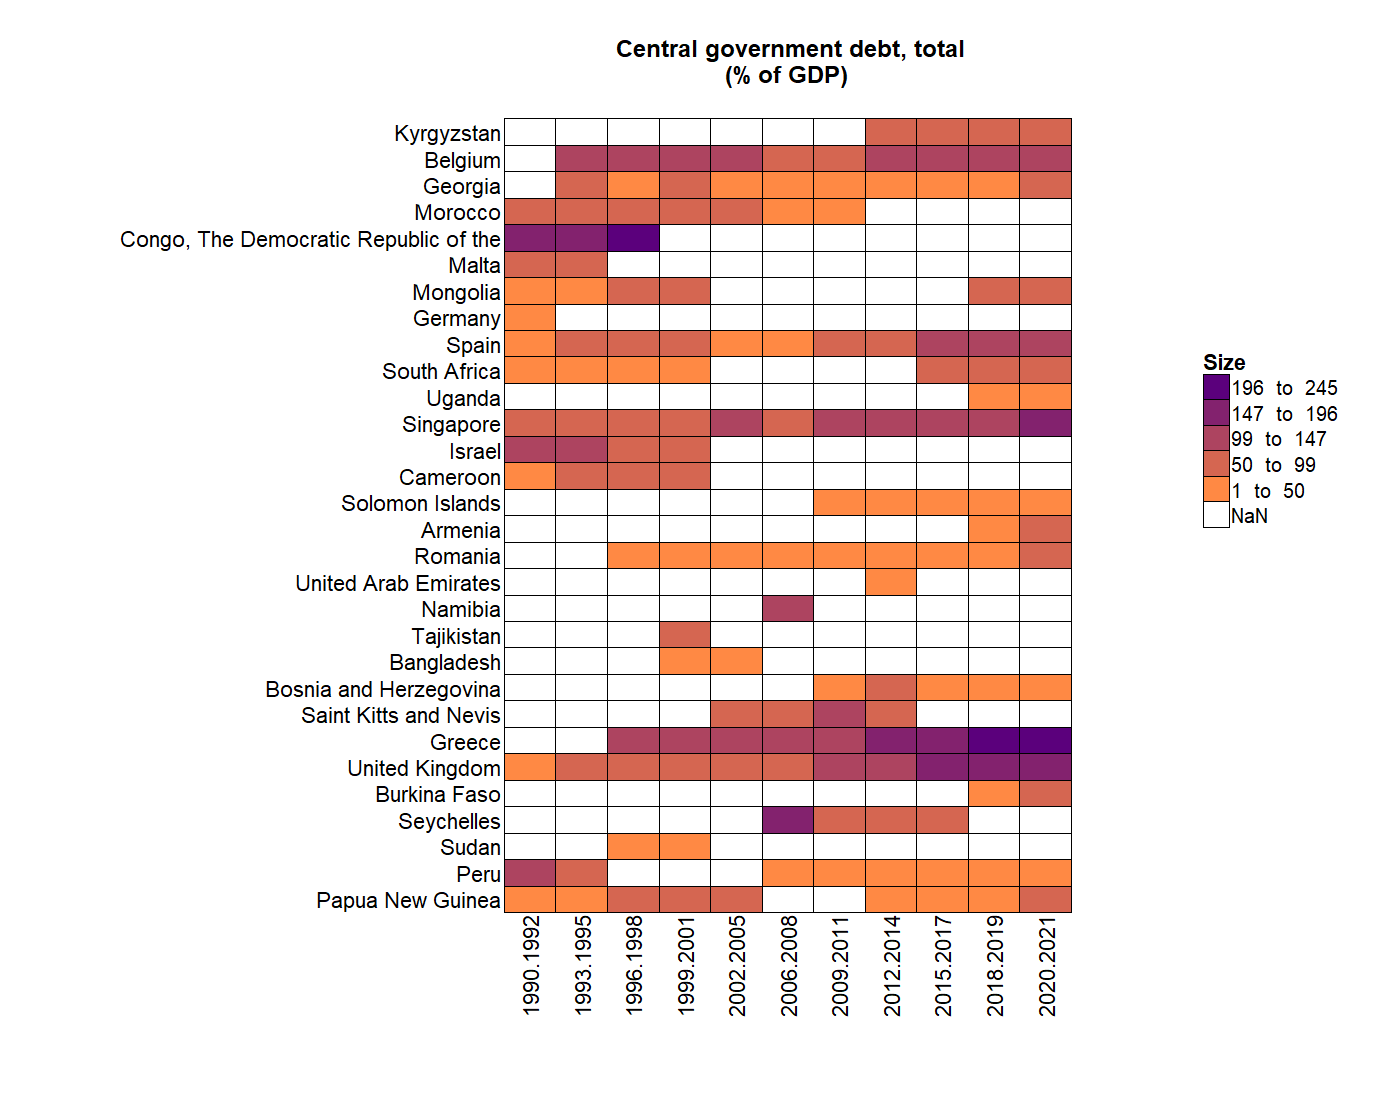 Central government debt, total
(% of GDP)
Kyrgyzstan
Belgium
Georgia
Morocco
Congo, The Democratic Republic of the
Malta
Mongolia
Germany
Spain
South Africa
Uganda
Singapore
Israel
Cameroon
Solomon Islands
Armenia
Romania
United Arab Emirates
Namibia
Tajikistan
Bangladesh
Bosnia and Herzegovina
Saint Kitts and Nevis
Greece
United Kingdom
Burkina Faso
Seychelles
Sudan
Peru
Papua New Guinea
1990.1992
1993.1995
1996.1998
1999.2001
2002.2005
2006.2008
2009.2011
2012.2014
2015.2017
2018.2019
2020.2021
Size
196 to 245
147 to 196
99 to 147
50 to 99
1 to 50
NaN